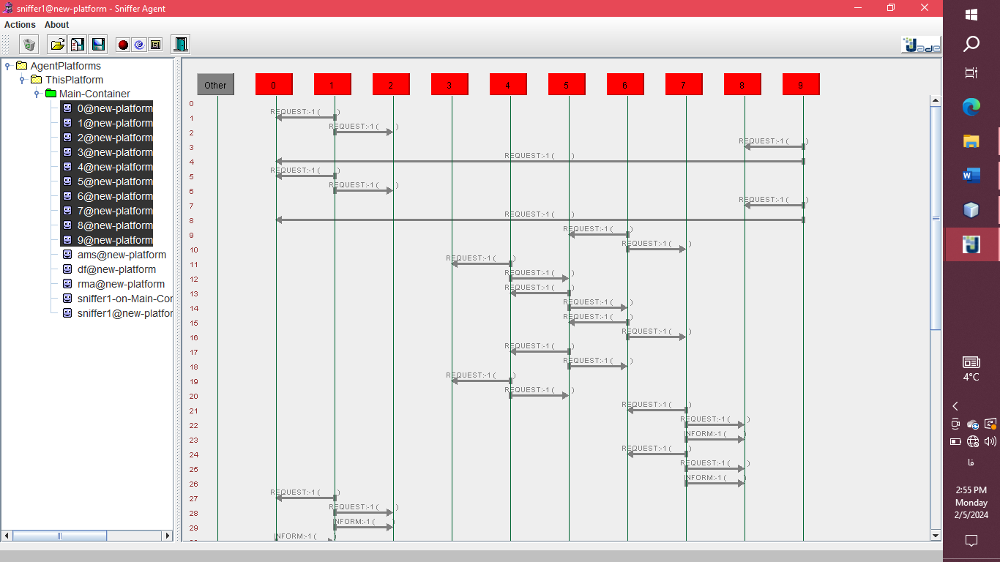 sniffer1@new-platform - Sniffer Agent
Actions About
Jade
AgentPlatforms
ThisPlatform
Main-Container
0@new-platform
1@new-platform
2@new-platform
3@new-platform
4@new-platform
5@new-platform
6@new-platform
7@new-platform
8@new-platform
9@new-platform
ams@new-platform
df@new-platform
rma@new-platform
sniffer1-on-Main-Cor
sniffer1@new-platfor
Other 0 1 2 3 4 5 6 7 8 9
0
REQUEST:-1 ( )
1
REQUEST:-1 ( )
2
REQUEST:-1 ( )
3
REQUEST:-1 ( )
4
REQUEST:-1 ( )
5
REQUEST:-1 ( )
6
REQUEST:-1 ( )
7
REQUEST:-1 ( )
8
REQUEST:-1 ( )
9
REQUEST:-1 ( )
10
REQUEST:-1 ( )
11
REQUEST:-1 ( )
12
REQUEST:-1 ( )
13
REQUEST:-1 ( )
14
REQUEST:-1 ( )
15
REQUEST:-1 ( )
16
REQUEST:-1 ( )
17
REQUEST:-1 ( )
18
REQUEST:-1 ( )
19
REQUEST:-1 ( )
20
REQUEST:-1 ( )
21
REQUEST:-1 ( )
22
INFORM:-1 ( )
23
REQUEST:-1 ( )
24
REQUEST:-1 ( )
25
INFORM:-1 ( )
26
REQUEST:-1 ( )
27
REQUEST:-1 ( )
28
INFORM:-1 ( )
29
INFORM:-1 ( )
4°C
فا
2:55 PM
Monday
2/5/2024